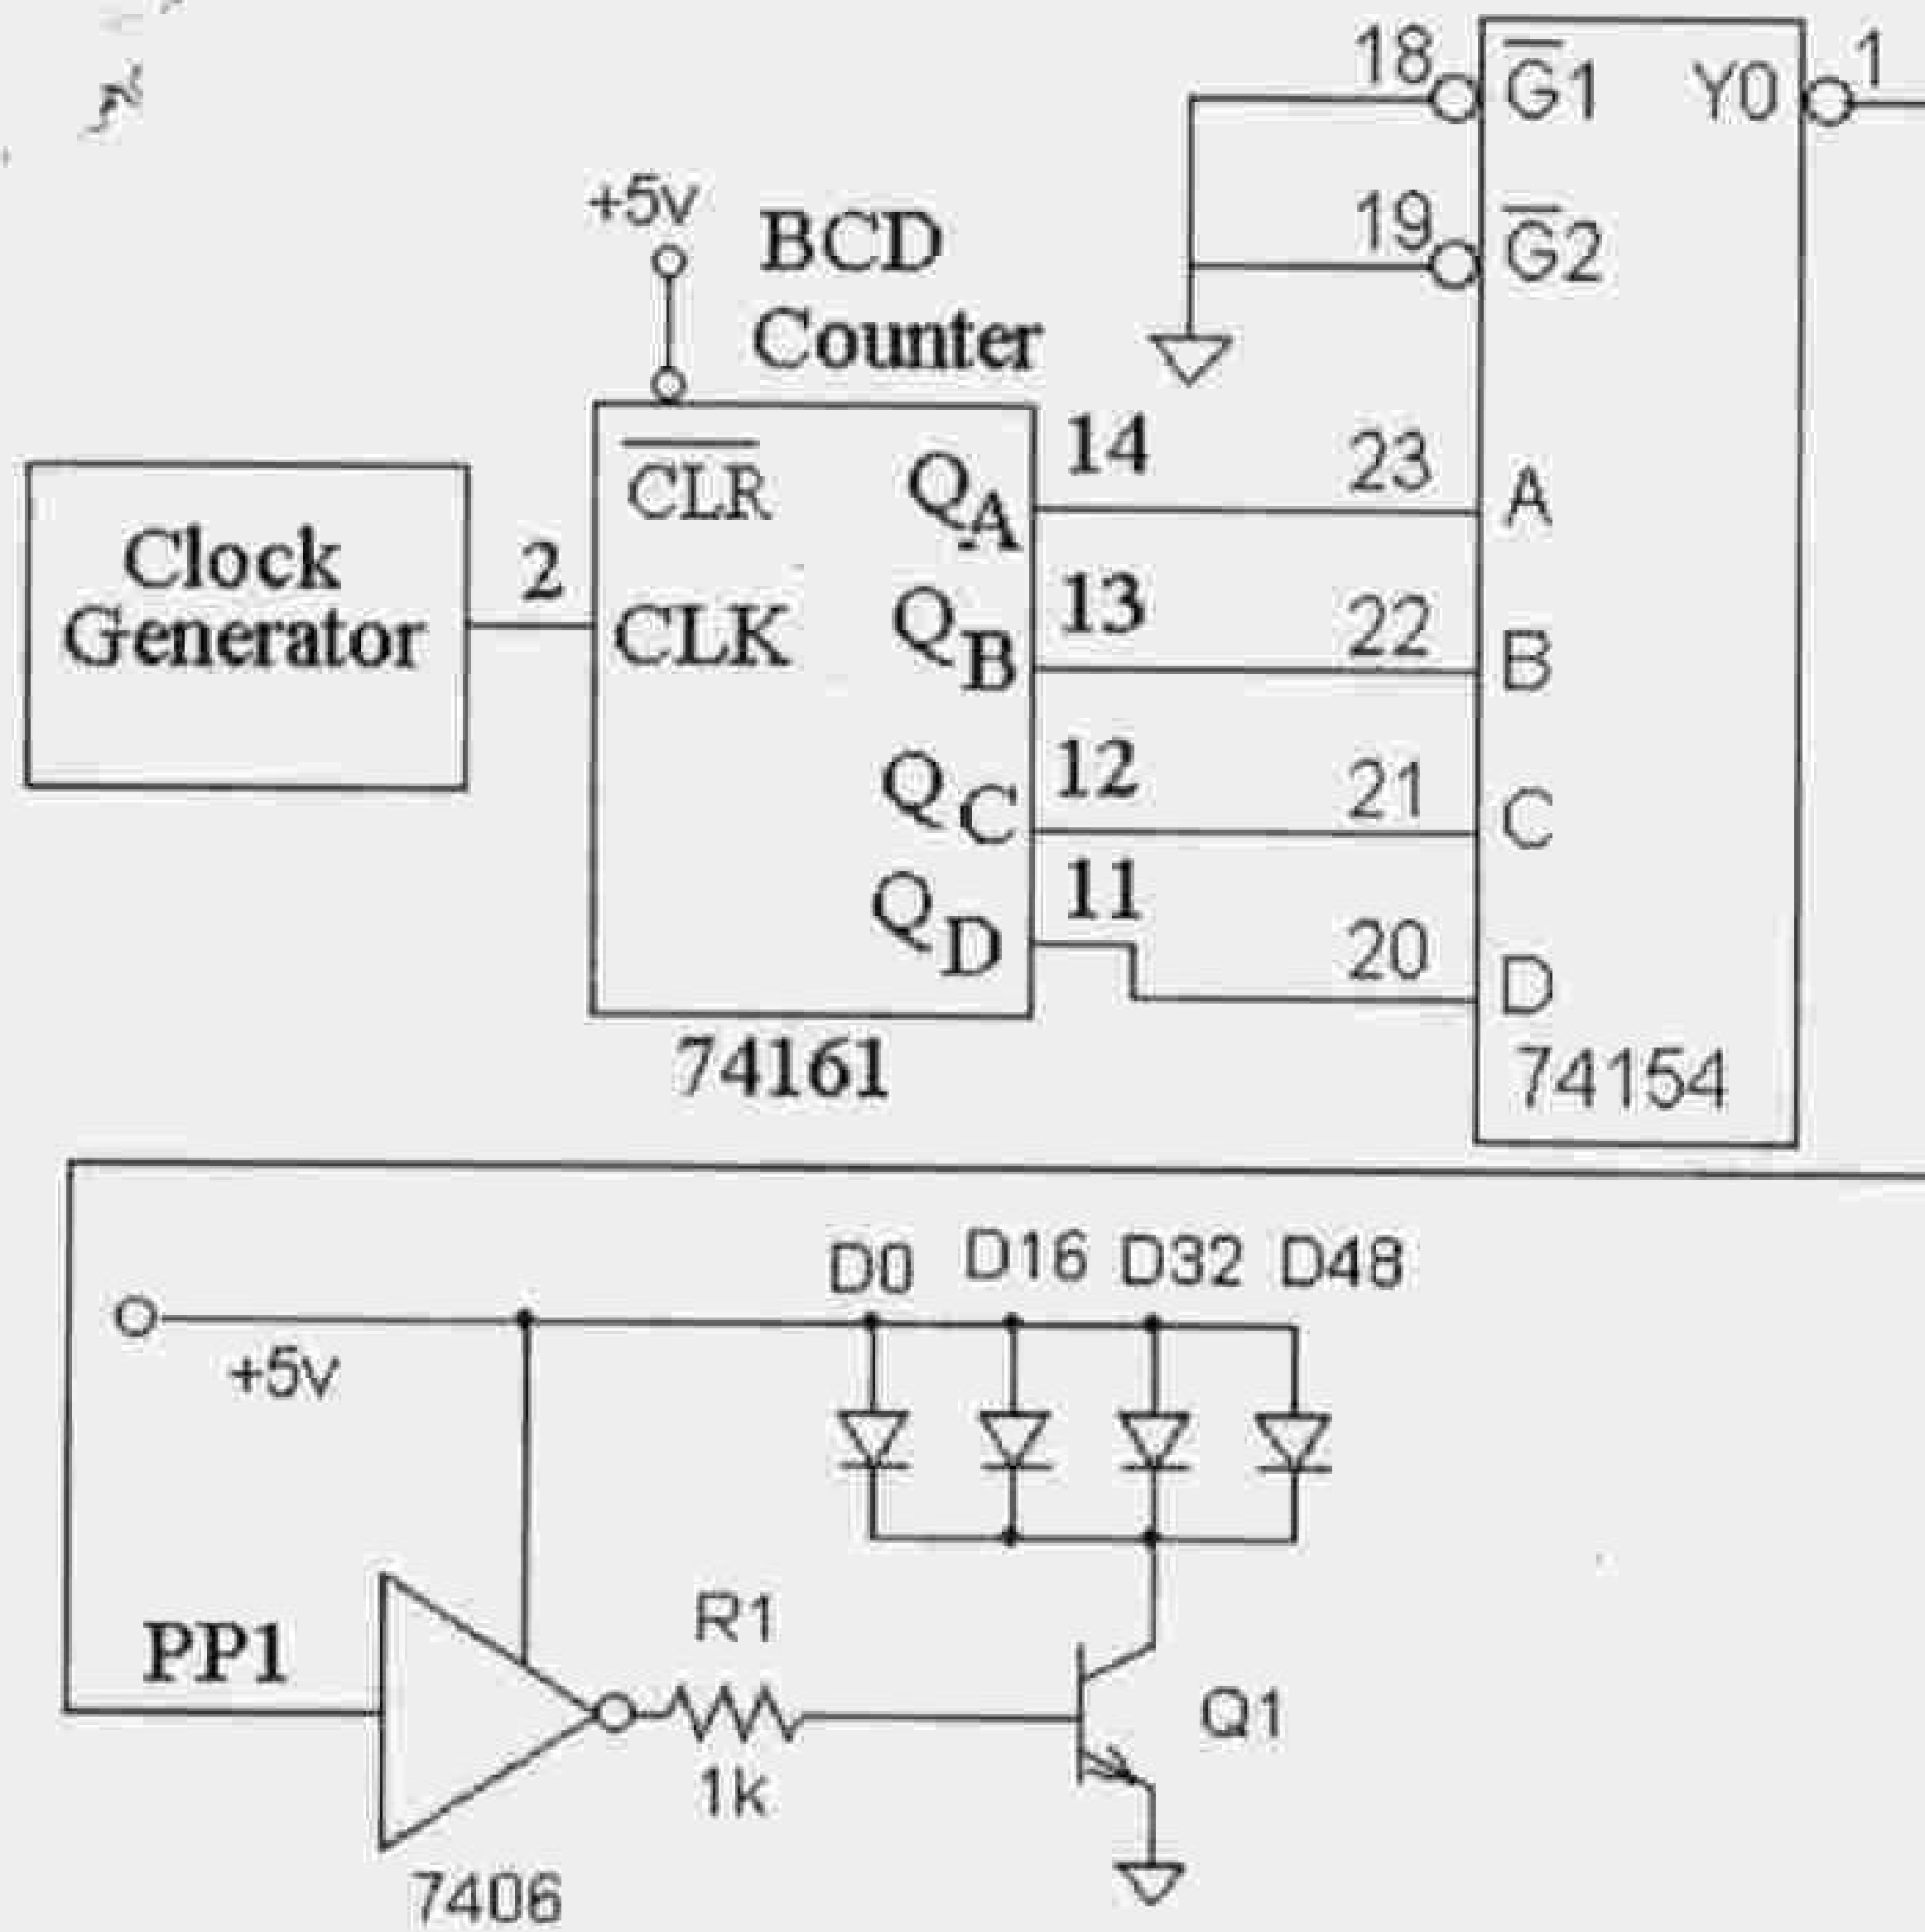 18 G1 Y0 1
19 G2
+5v
BCD
Counter
Clock
Generator
2
CLR
CLK
QA 14 23 A
QB 13 22 B
QC 12 21 C
QD 11 20 D
74161
74154
D0 D16 D32 D48
+5v
PP1
R1
1k
Q1
7406